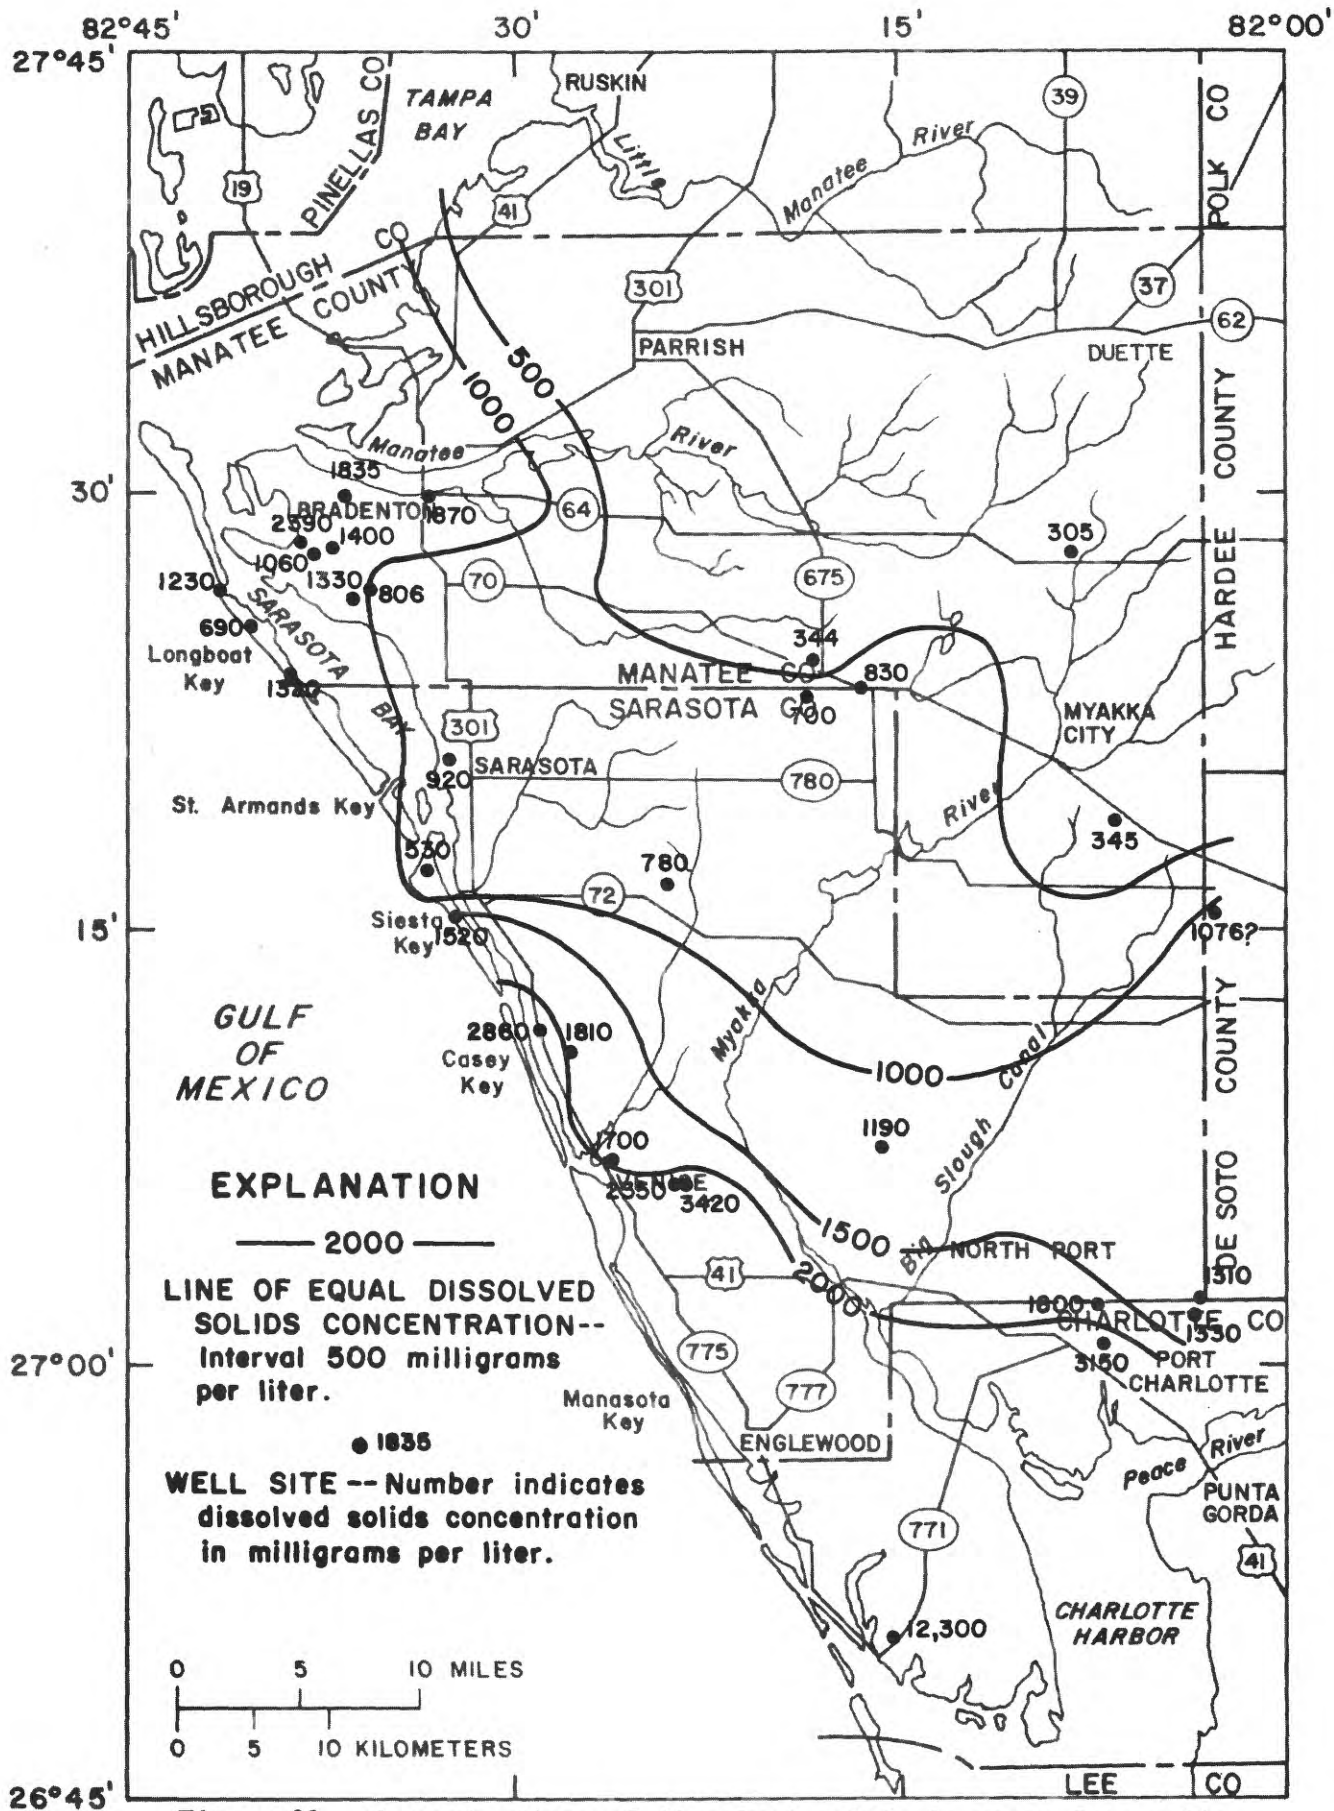 82°45' 30' 15' 82°00'
27°45'
RUSKIN
39
TAMPA
BAY
PINELLAS CO
POLK CO
19
Little
Manatee River
41
CO
HILLSBOROUGH
MANATEE COUNTY
301
37
62
PARRISH
DUETTE
500
1000
Manatee River
HARDEE COUNTY
30'
1835
BRADENTON
1870
64
2390
1400
1060
305
1230
1330
806
70
675
SARASOTA
BAY
690
Longboat
Key
344
1320
MANATEE CO
830
SARASOTA CO
700
MYAKKA
CITY
301
920
SARASOTA
780
St. Armands Key
River
345
530
780
72
15'
Siesta
Key
1520
1076?
GULF
OF
MEXICO
2860
1810
Casey
Key
Myakka
1000
Canal
DE SOTO COUNTY
1190
Slough
1700
VENICE
2350
3420
EXPLANATION
2000
LINE OF EQUAL DISSOLVED
SOLIDS CONCENTRATION--
Interval 500 milligrams
per liter.
1835
WELL SITE -- Number indicates
dissolved solids concentration
in milligrams per liter.
1500
Big
NORTH PORT
41
2000
1310
1800
CHARLOTTE CO
1330
3150
PORT
CHARLOTTE
27°00'
775
777
Manasota
Key
ENGLEWOOD
Peace River
PUNTA
GORDA
771
41
12,300
CHARLOTTE
HARBOR
0 5 10 MILES
0 5 10 KILOMETERS
LEE CO
26°45'